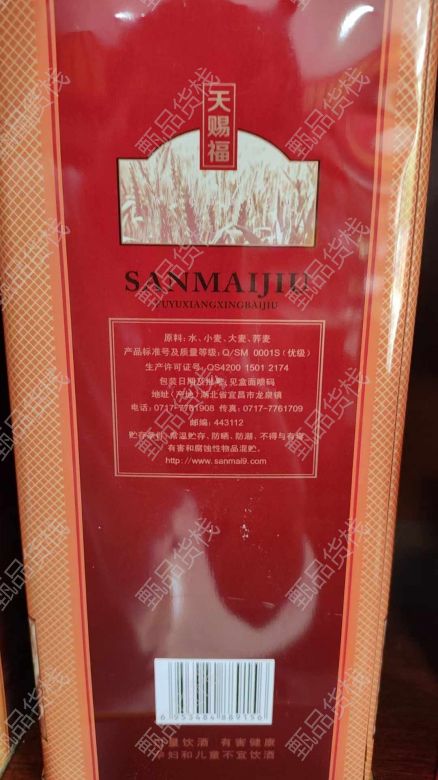 天赐福
SANMAIJIU
FUYUXIANGXINGBAIJIU
原料：水、小麦、大麦、荞麦
产品标准号及质量等级：Q/SM 0001S（优级）
生产许可证号：QS4200 1501 2174
包装日期及批号：见盒面喷码
地址（产地）：湖北省宜昌市龙泉镇
电话：0717-7761908 传真：0717-7761709
邮编：443112
贮存条件：常温贮存、防晒、防潮、不得与有毒
有害和腐蚀性物品混贮。
http://www.sanmai9.com
过量饮酒 有害健康
孕妇和儿童不宜饮酒
甄品货栈